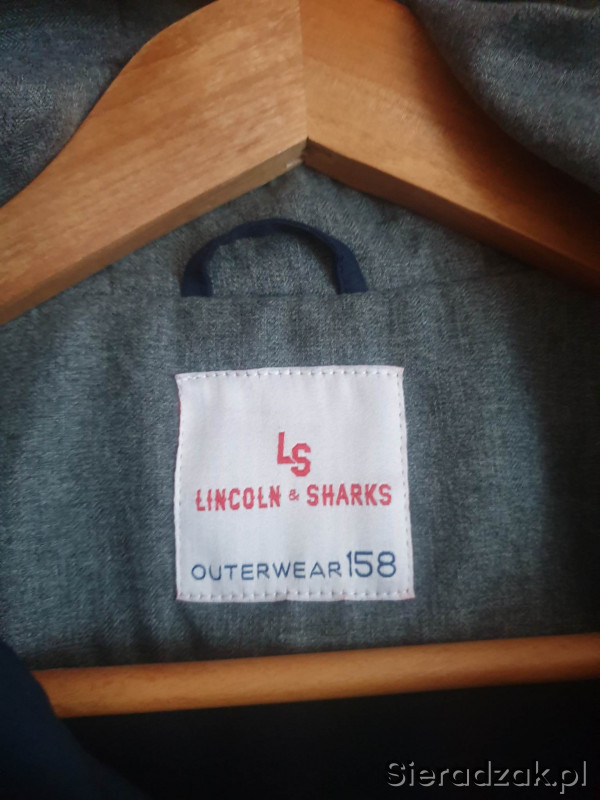 LS
LINCOLN & SHARKS
OUTERWEAR 158
Sieradzak.pl